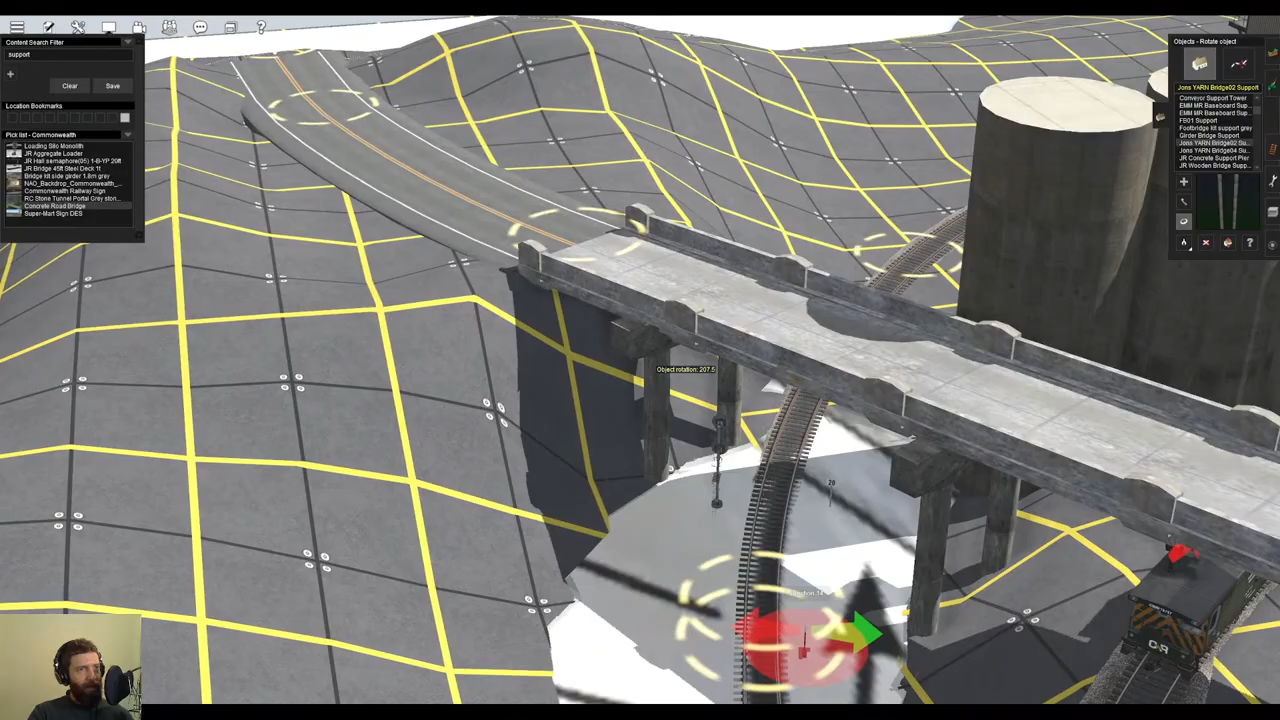 Content Search Filter
support
Clear
Save
Location Bookmarks
Pick list - Commonwealth
Loading Silo Monolith
JR Aggregate Loader
JR Hall semaphore(05) 1-B-YP 20ft
JR Bridge 45ft Steel Deck 1t
Bridge kit side girder 1.8m grey
NAO_Backdrop_Commonwealth_...
Commonwealth Railway Sign
RC Stone Tunnel Portal Grey ston...
Concrete Road Bridge
Super-Mart Sign DES
Objects - Rotate object
Jons YARN Bridge02 Support
Conveyor Support Tower
EMM MR Baseboard Sup...
EMM MR Baseboard Sup...
FB01 Support
Footbridge kit support grey
Girder Bridge Support
Jons YARN Bridge02 Su...
Jons YARN Bridge04 Su...
JR Concrete Support Pier
JR Wooden Bridge Supp...
Object rotation: 207.5
20